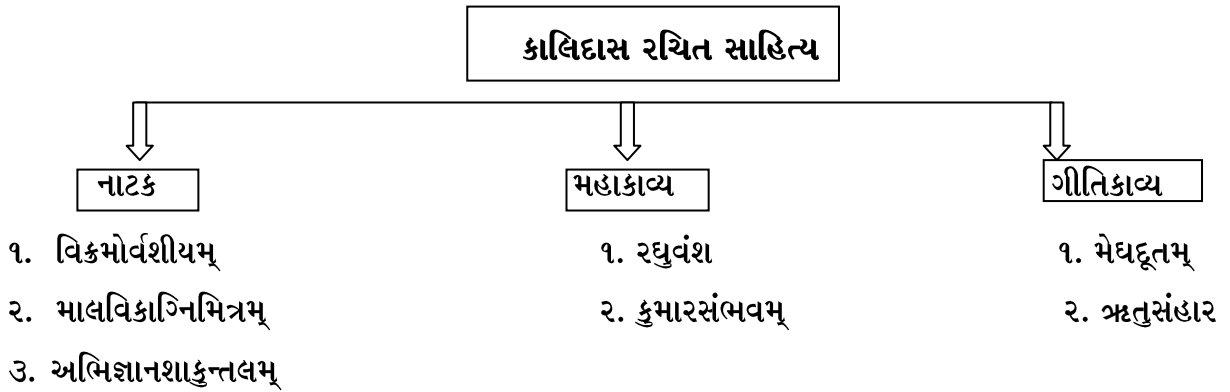 કાલિદાસ રચિત સાહિત્ય
નાટક
મહાકાવ્ય
ગીતિકાવ્ય
૧. વિક્રમોર્વશીયમ્
૧. રઘુવંશ
૧. મેઘદૂતમ્
૨. માલવિકાગ્નિમિત્રમ્
૨. કુમારસંભવમ્
૨. ઋતુસંહાર
૩. અભિજ્ઞાનશાકુન્તલમ્